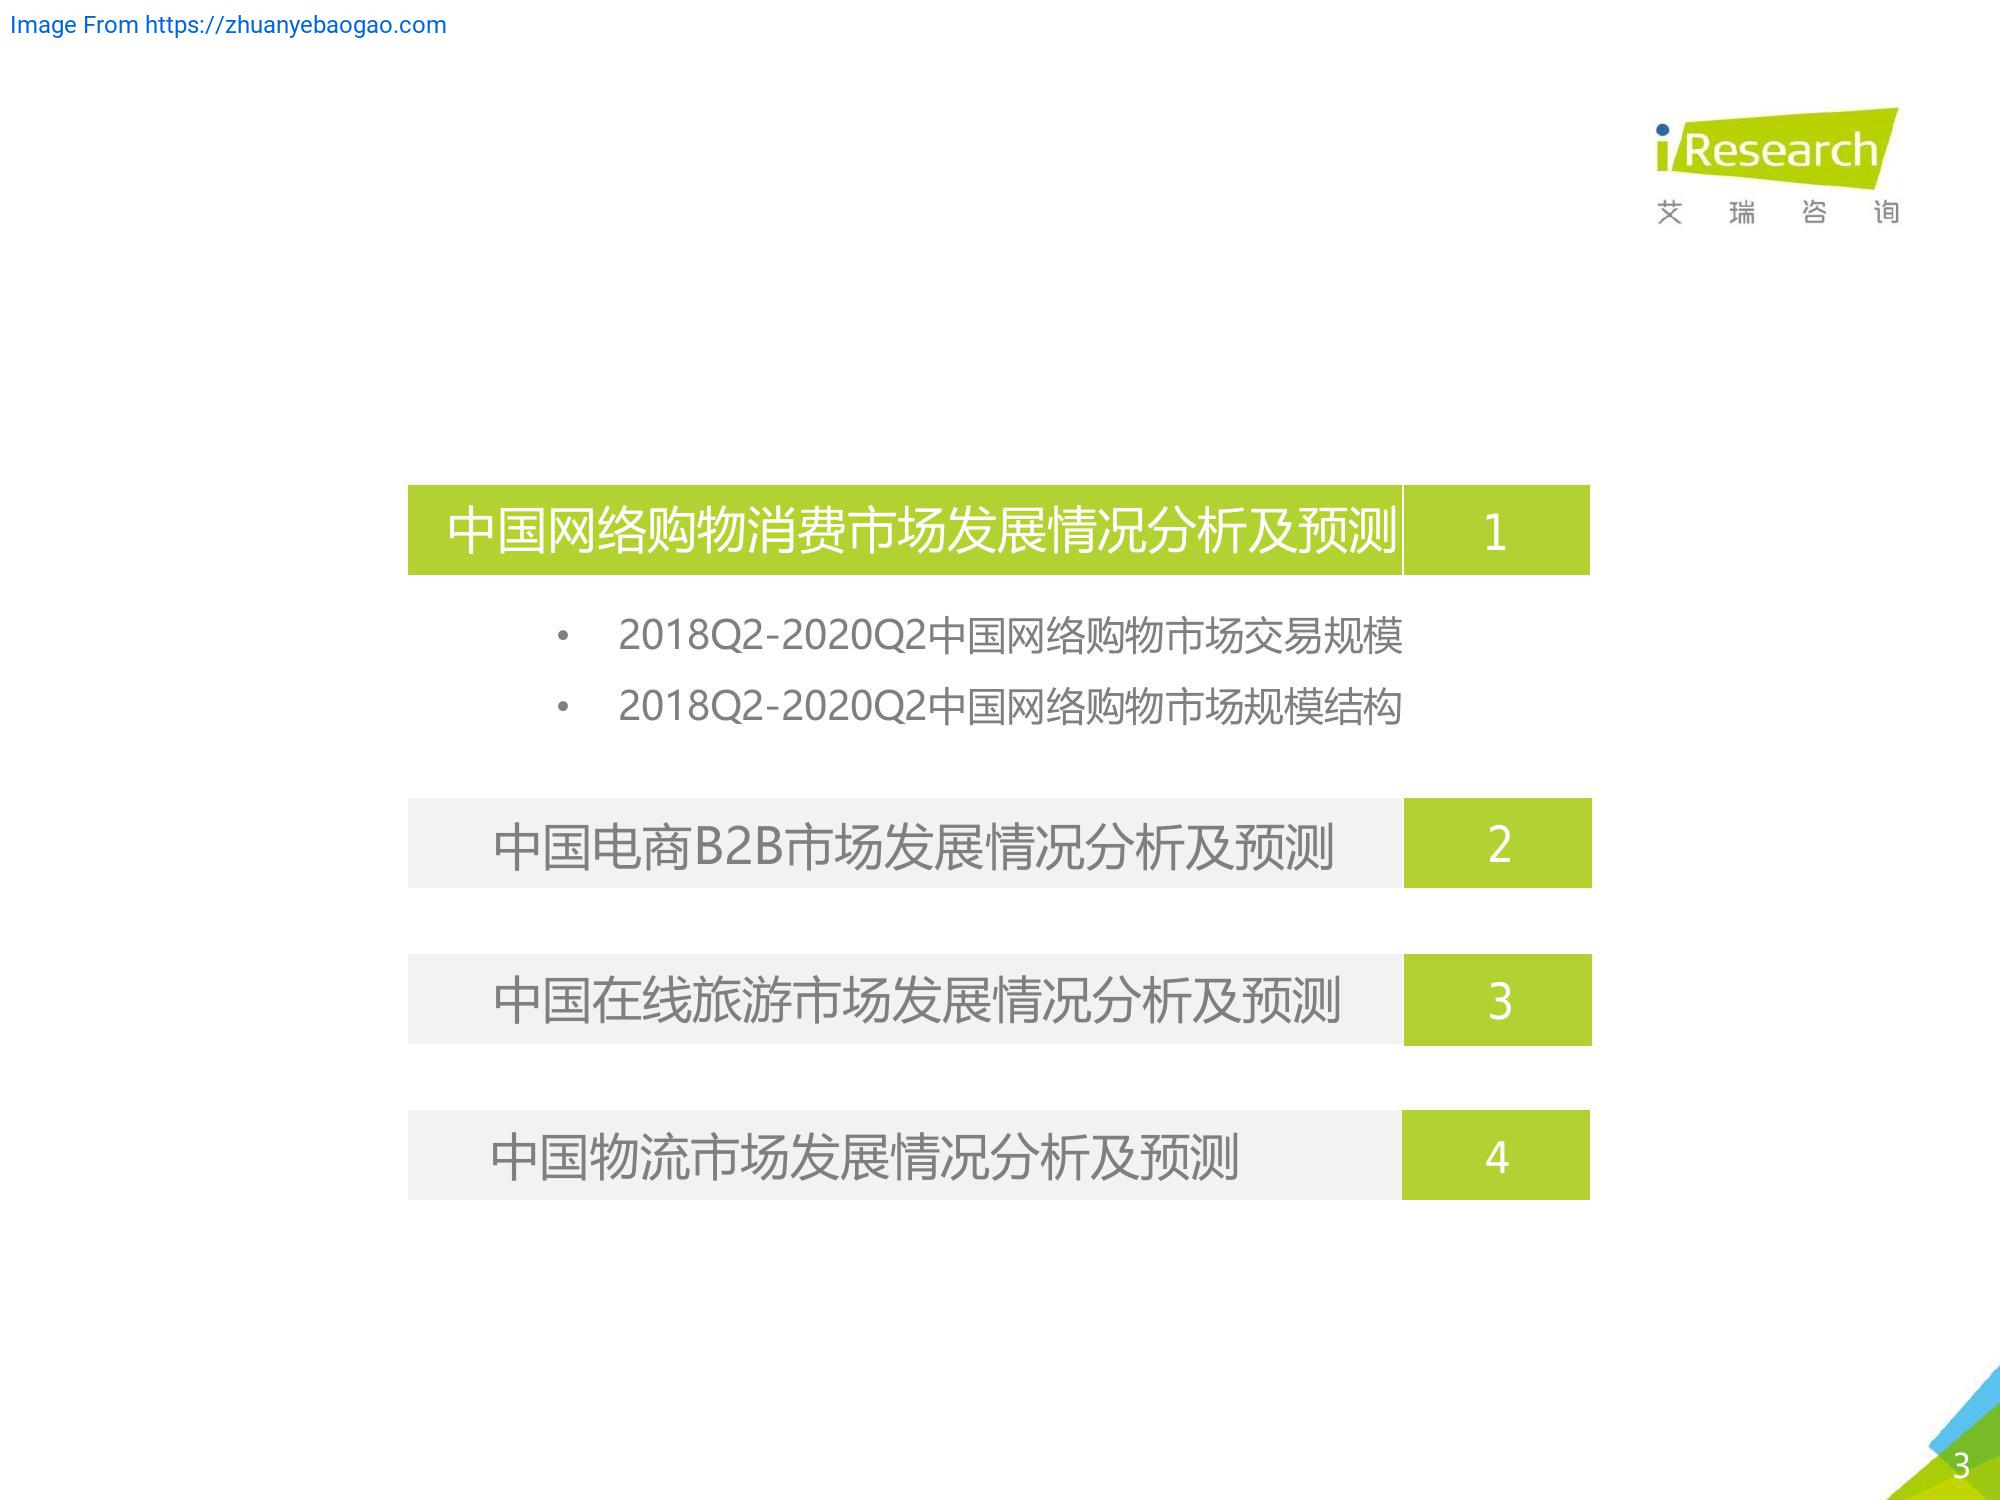 Image From https://zhuanyebaogao.com
iResearch
艾瑞咨询
中国网络购物消费市场发展情况分析及预测 1
• 2018Q2-2020Q2中国网络购物市场交易规模
• 2018Q2-2020Q2中国网络购物市场规模结构
中国电商B2B市场发展情况分析及预测 2
中国在线旅游市场发展情况分析及预测 3
中国物流市场发展情况分析及预测 4
3